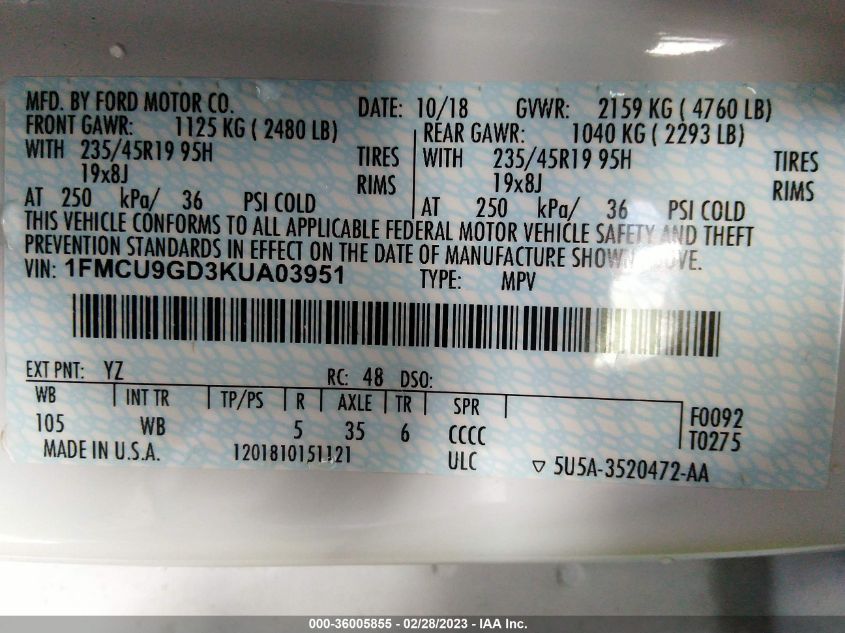 MFD. BY FORD MOTOR CO. DATE: 10/18 GVWR: 2159 KG ( 4760 LB)
FRONT GAWR: 1125 KG ( 2480 LB) REAR GAWR: 1040 KG ( 2293 LB)
WITH 235/45R19 95H TIRES WITH 235/45R19 95H TIRES
19x8J RIMS 19x8J RIMS
AT 250 kPa/ 36 PSI COLD AT 250 kPa/ 36 PSI COLD
THIS VEHICLE CONFORMS TO ALL APPLICABLE FEDERAL MOTOR VEHICLE SAFETY AND THEFT
PREVENTION STANDARDS IN EFFECT ON THE DATE OF MANUFACTURE SHOWN ABOVE.
VIN: 1FMCU9GD3KUA03951 TYPE: MPV
EXT PNT: YZ RC: 48 DSO:
WB INT TR TP/PS R AXLE TR SPR F0092
105 WB 5 35 6 CCCC T0275
MADE IN U.S.A. 1201810151121 ULC ▽ 5U5A-3520472-AA
000-36005855 - 02/28/2023 - IAA Inc.